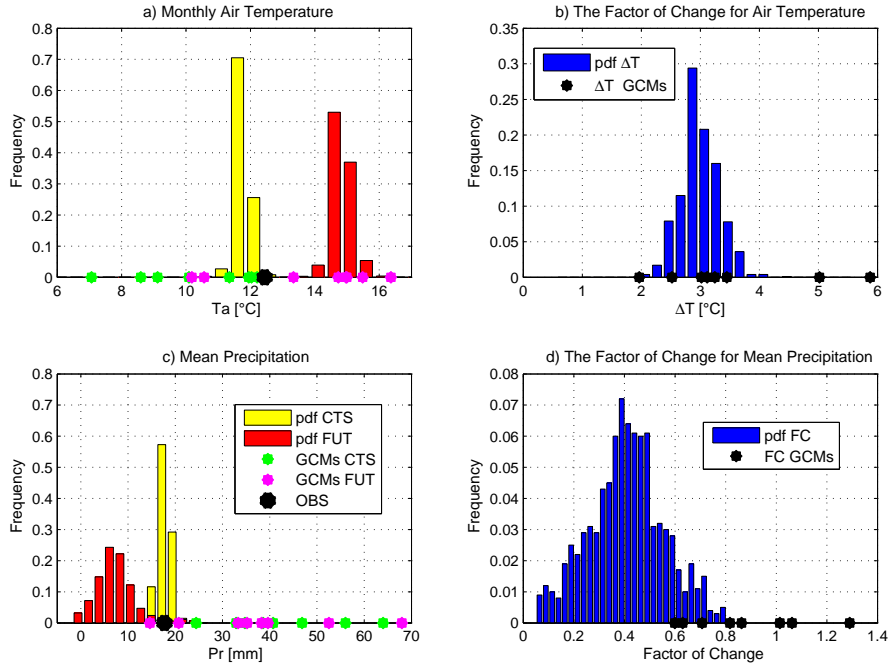 a) Monthly Air Temperature
0.8
0.7
0.6
0.5
0.4
0.3
0.2
0.1
0
Frequency
6 8 10 12 14 16
Ta [°C]
b) The Factor of Change for Air Temperature
0.35
0.3
0.25
0.2
0.15
0.1
0.05
0
Frequency
pdf ΔT
ΔT GCMs
0 1 2 3 4 5 6
ΔT [°C]
c) Mean Precipitation
0.8
0.7
0.6
0.5
0.4
0.3
0.2
0.1
0
Frequency
pdf CTS
pdf FUT
GCMs CTS
GCMs FUT
OBS
0 10 20 30 40 50 60 70
Pr [mm]
d) The Factor of Change for Mean Precipitation
0.08
0.07
0.06
0.05
0.04
0.03
0.02
0.01
0
Frequency
pdf FC
FC GCMs
0 0.2 0.4 0.6 0.8 1 1.2 1.4
Factor of Change